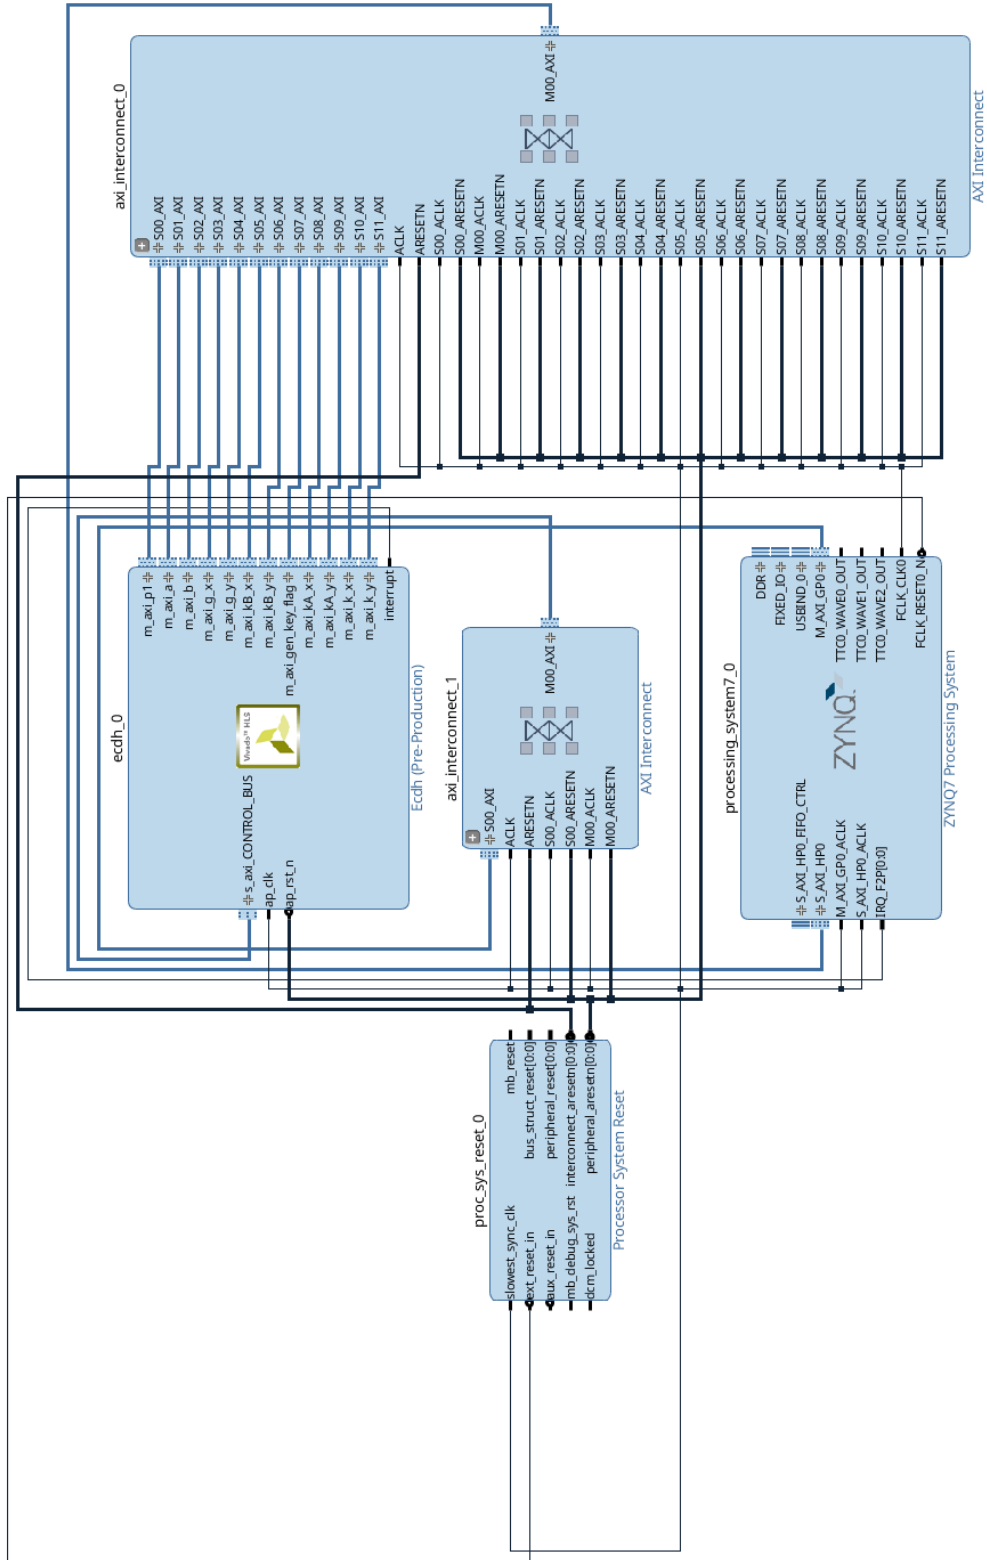 axi_interconnect_0
S00_AXI
S01_AXI
S02_AXI
S03_AXI
S04_AXI
S05_AXI
S06_AXI
S07_AXI
S08_AXI
S09_AXI
S10_AXI
S11_AXI
ACLK
ARESETN
S00_ACLK
S00_ARESETN
M00_ACLK
M00_ARESETN
S01_ACLK
S01_ARESETN
S02_ACLK
S02_ARESETN
S03_ACLK
S03_ARESETN
S04_ACLK
S04_ARESETN
S05_ACLK
S05_ARESETN
S06_ACLK
S06_ARESETN
S07_ACLK
S07_ARESETN
S08_ACLK
S08_ARESETN
S09_ACLK
S09_ARESETN
S10_ACLK
S10_ARESETN
S11_ACLK
S11_ARESETN
M00_AXI
AXI Interconnect
ecdh_0
s_axi_CONTROL_BUS
ap_clk
ap_rst_n
Vivado™ HLS
m_axi_p1
m_axi_a
m_axi_b
m_axi_g_x
m_axi_g_y
m_axi_kB_x
m_axi_kB_y
m_axi_gen_key_flag
m_axi_kA_x
m_axi_kA_y
m_axi_k_x
m_axi_k_y
interrupt
Ecdh (Pre-Production)
axi_interconnect_1
S00_AXI
ACLK
ARESETN
S00_ACLK
S00_ARESETN
M00_ACLK
M00_ARESETN
M00_AXI
AXI Interconnect
processing_system7_0
S_AXI_HP0_FIFO_CTRL
S_AXI_HP0
M_AXI_GP0_ACLK
S_AXI_HP0_ACLK
IRQ_F2P[0:0]
ZYNQ
DDR
FIXED_IO
USBIND_0
M_AXI_GP0
TTC0_WAVE0_OUT
TTC0_WAVE1_OUT
TTC0_WAVE2_OUT
FCLK_CLK0
FCLK_RESET0_N
ZYNQ7 Processing System
proc_sys_reset_0
slowest_sync_clk
ext_reset_in
aux_reset_in
mb_debug_sys_rst
dcm_locked
mb_reset
bus_struct_reset[0:0]
peripheral_reset[0:0]
interconnect_aresetn[0:0]
peripheral_aresetn[0:0]
Processor System Reset